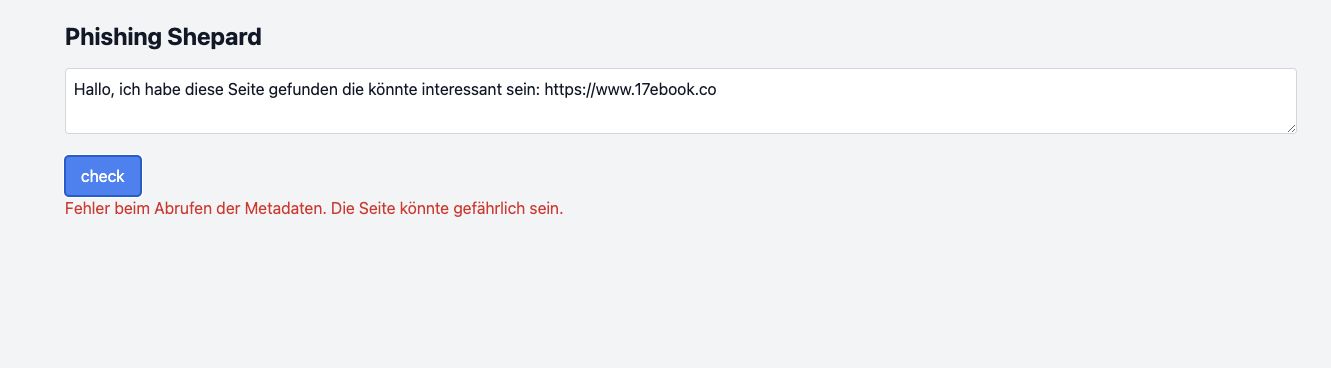 Phishing Shepard
Hallo, ich habe diese Seite gefunden die könnte interessant sein: https://www.17ebook.co
check
Fehler beim Abrufen der Metadaten. Die Seite könnte gefährlich sein.